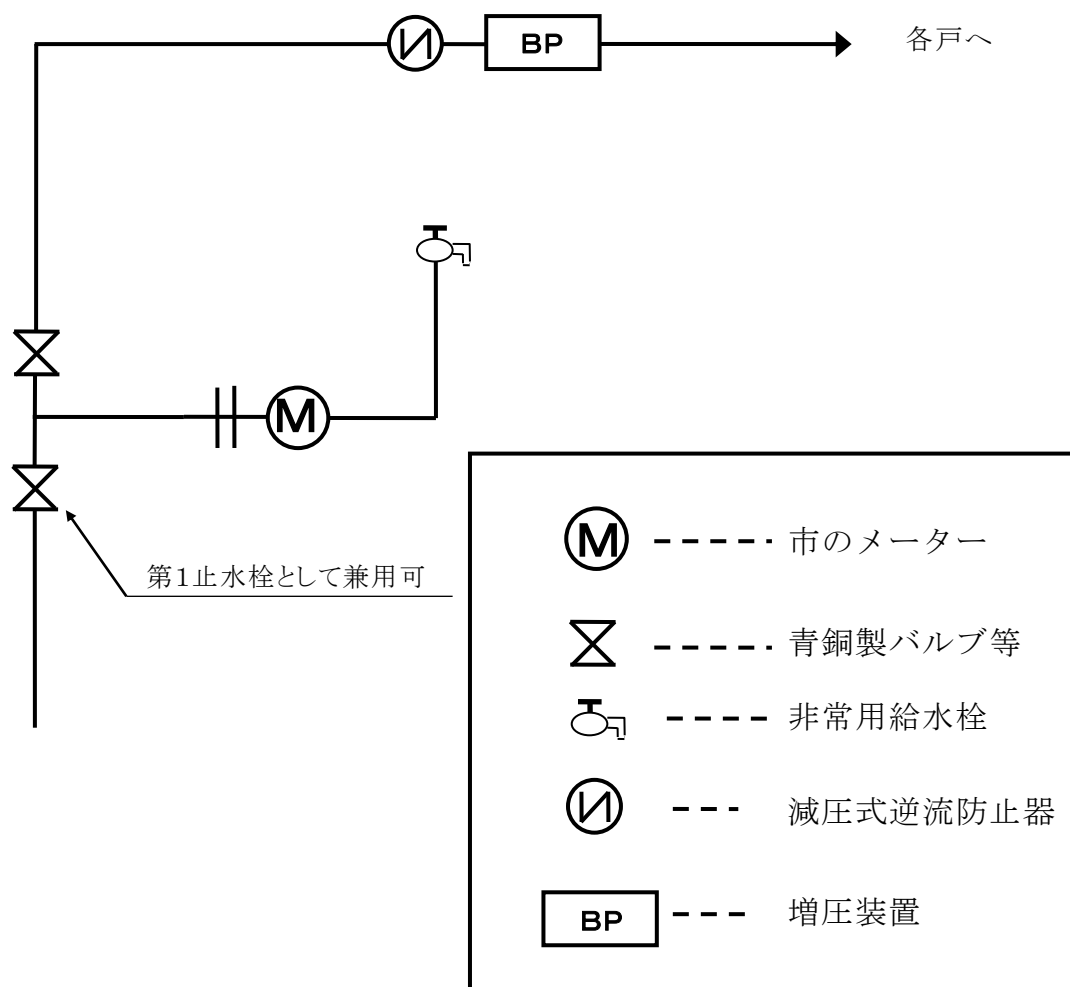 BP
各戸へ
M
第1止水栓として兼用可
M 市のメーター
青銅製バルブ等
非常用給水栓
減圧式逆流防止器
BP 増圧装置